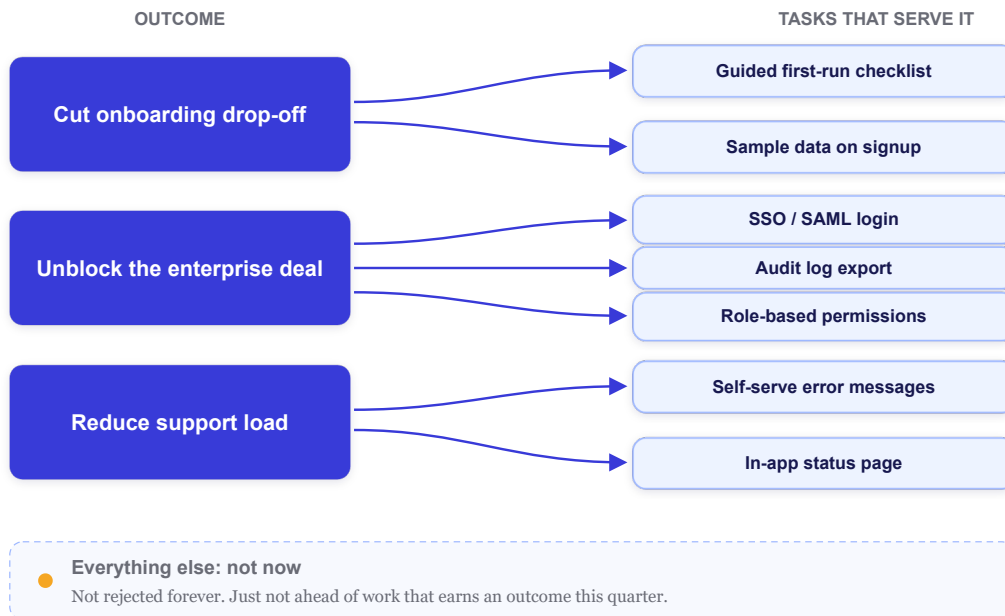 OUTCOME
TASKS THAT SERVE IT
Cut onboarding drop-off
Guided first-run checklist
Sample data on signup
Unblock the enterprise deal
SSO / SAML login
Audit log export
Role-based permissions
Reduce support load
Self-serve error messages
In-app status page
Everything else: not now
Not rejected forever. Just not ahead of work that earns an outcome this quarter.